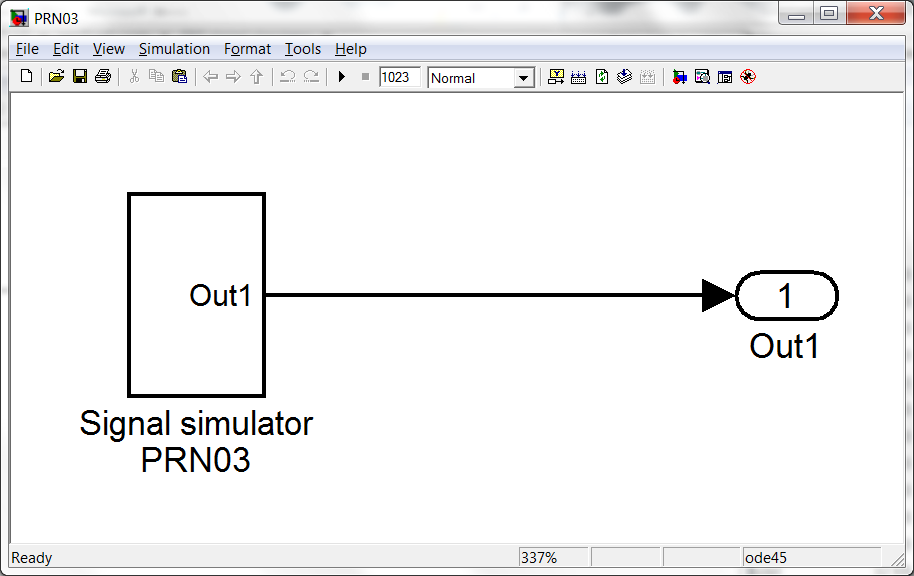 PRN03
File Edit View Simulation Format Tools Help
1023 Normal
Out1
1
Out1
Signal simulator
PRN03
Ready 337% ode45